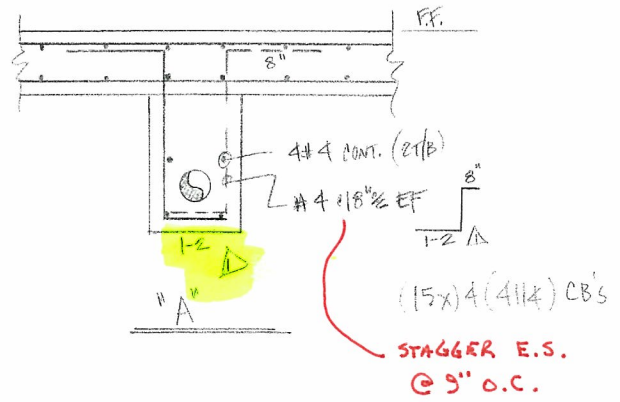 F.F.
8"
4#4 CONT. (2T/B)
#4 @18"% EF
8"
1-2 1
1-2 1
"A"
(15x) 4 (4114) CB's
STAGGER E.S.
@ 9" O.C.